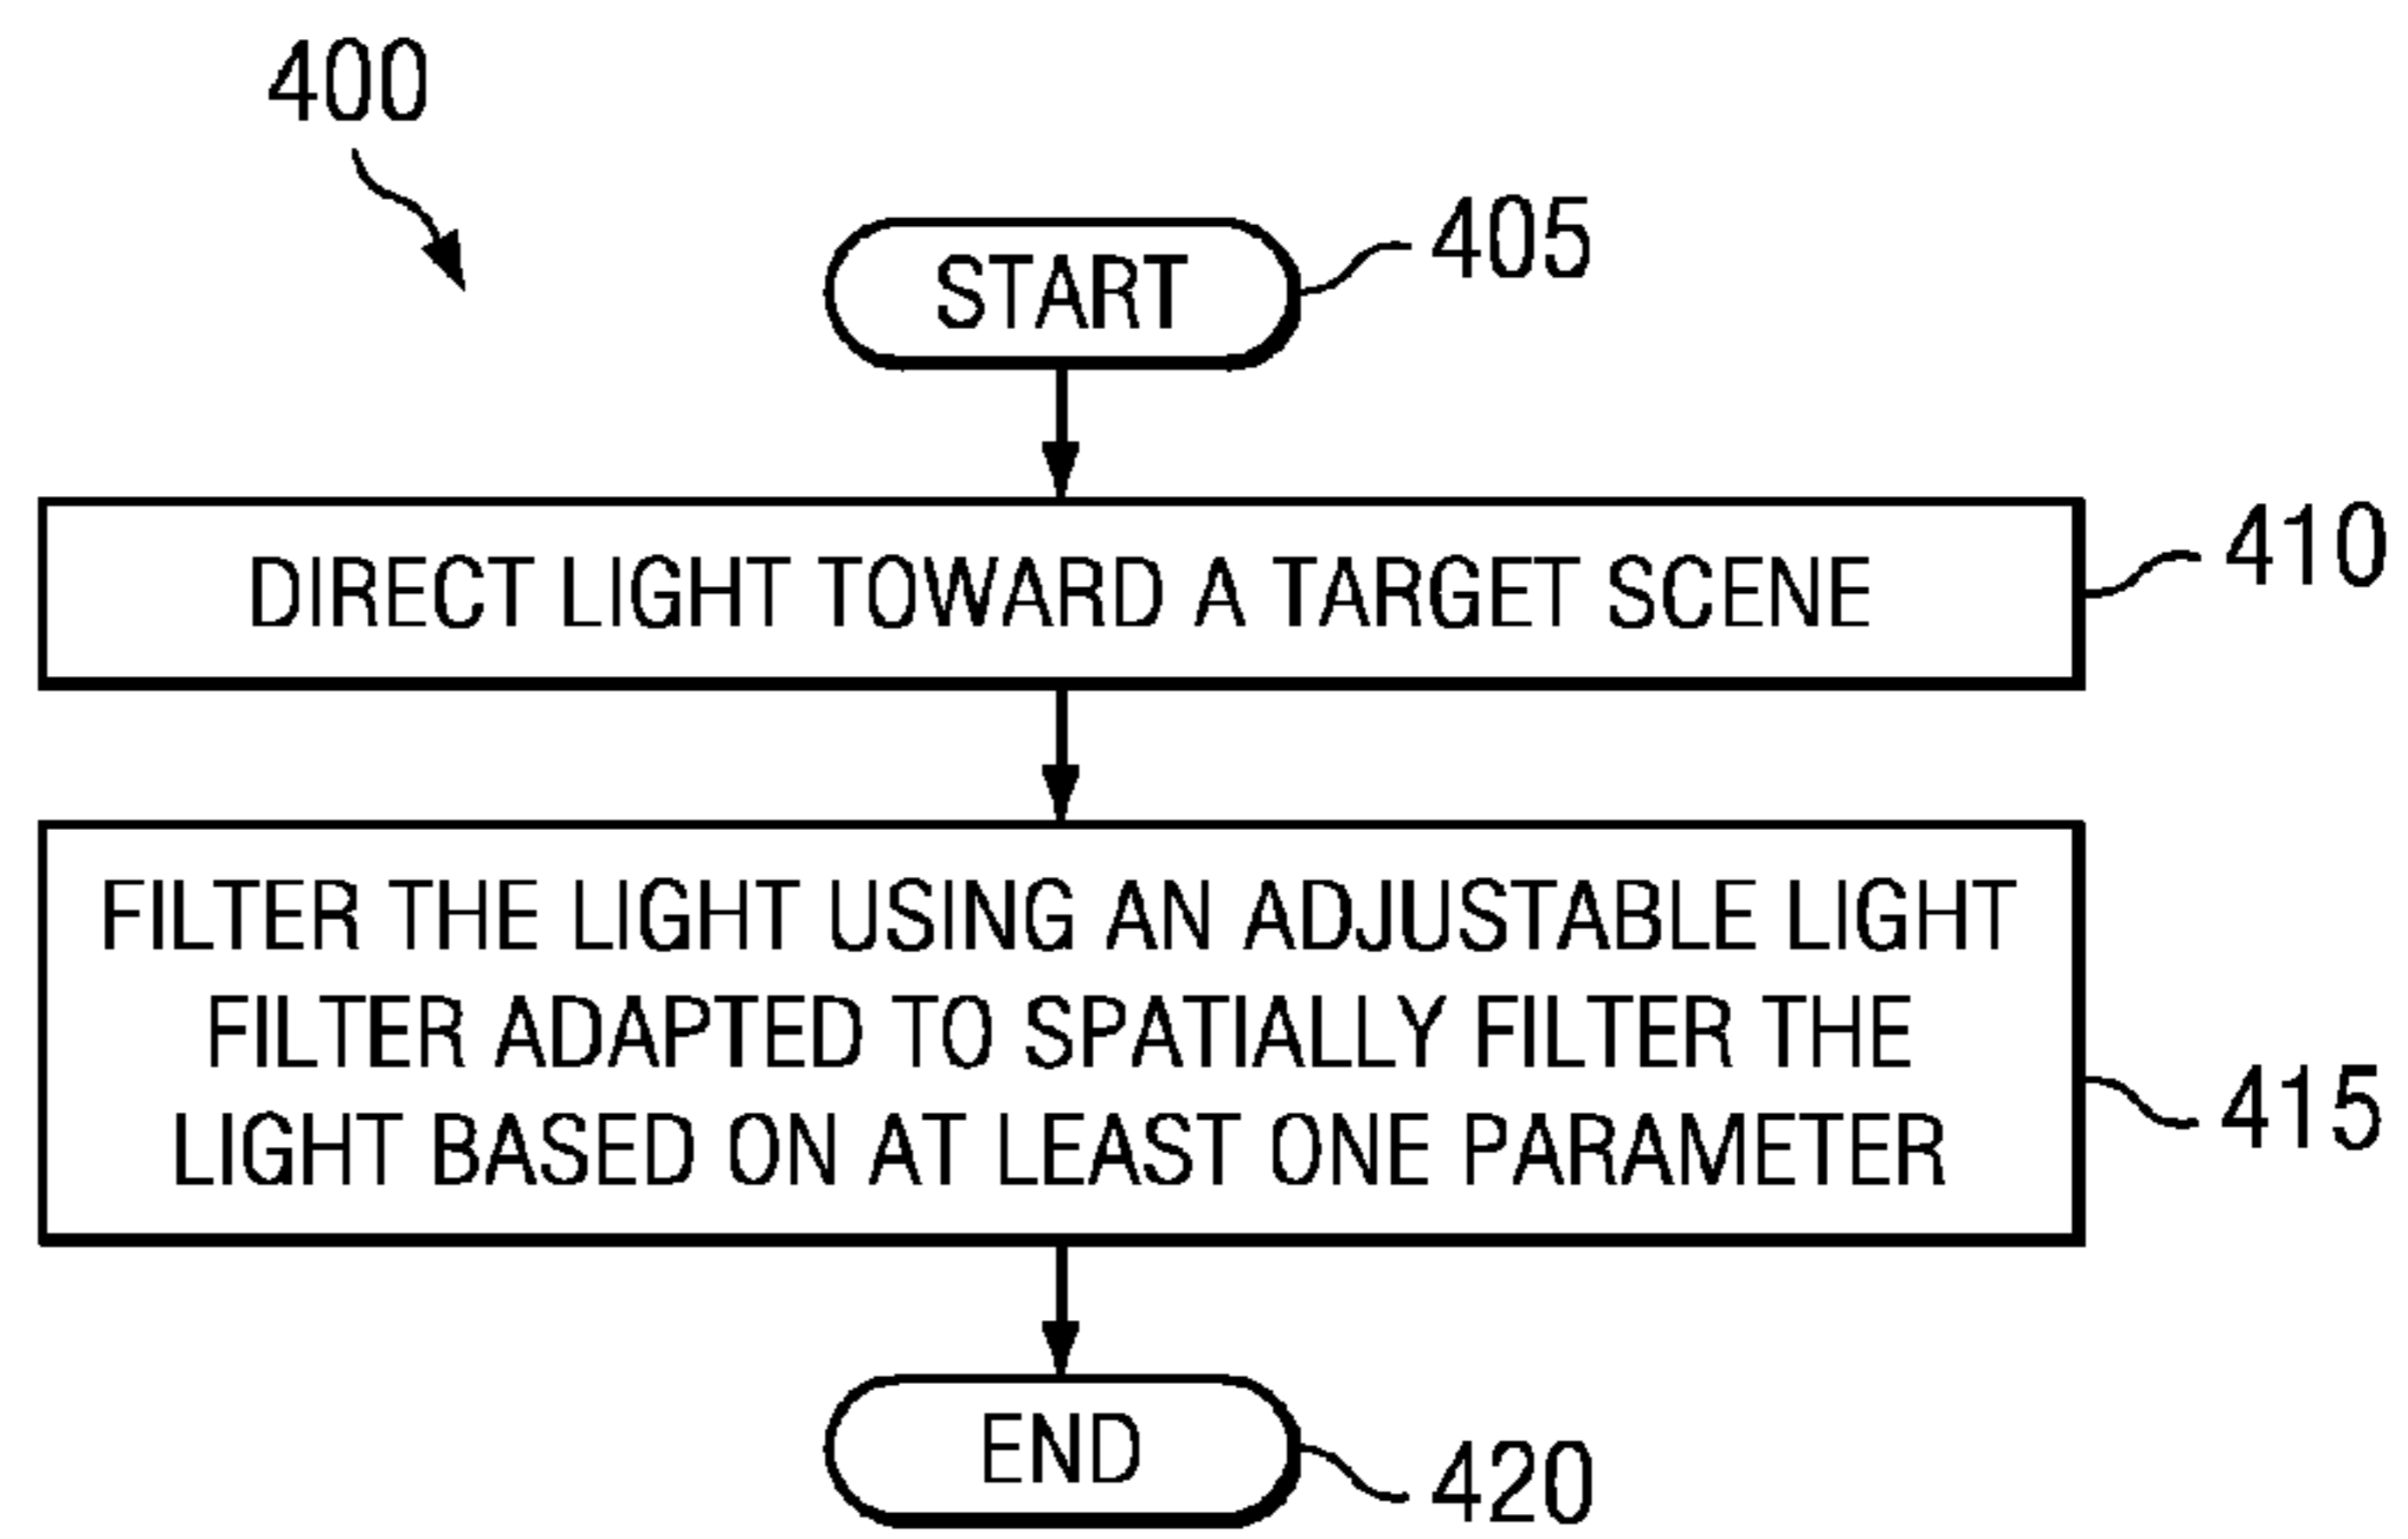 400
START
405
DIRECT LIGHT TOWARD A TARGET SCENE
410
FILTER THE LIGHT USING AN ADJUSTABLE LIGHT
FILTER ADAPTED TO SPATIALLY FILTER THE
LIGHT BASED ON AT LEAST ONE PARAMETER
415
END
420